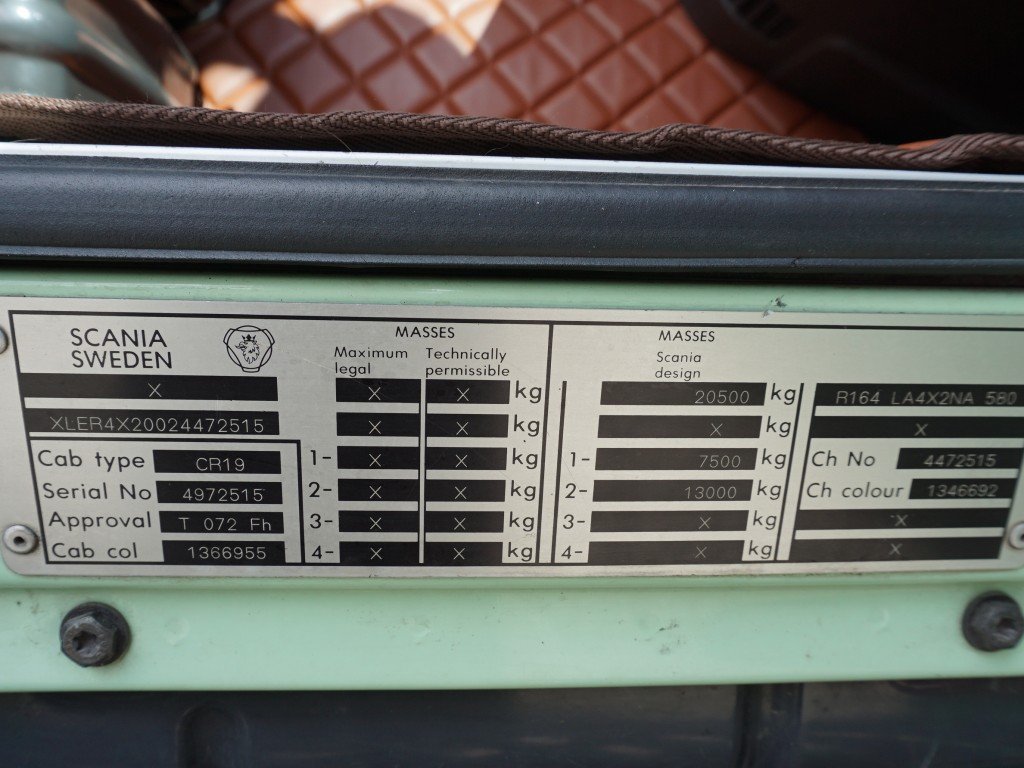 SCANIA
SWEDEN
X
XLER4X20024472515
Cab type CR19
Serial No 4972515
Approval T 072 Fh
Cab col 1366955
MASSES
Maximum legal Technically permissible
X X kg
X X kg
1- X X kg
2- X X kg
3- X X kg
4- X X kg
MASSES
Scania
design
20500 kg
X kg
1- 7500 kg
2- 13000 kg
3- X kg
4- X kg
R164 LA4X2NA 580
X
Ch No 4472515
Ch colour 1346692
X
X